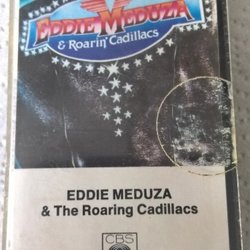 EDDIE MEDUZA
& Roarin' Cadillacs
EDDIE MEDUZA
& The Roaring Cadillacs
CBS